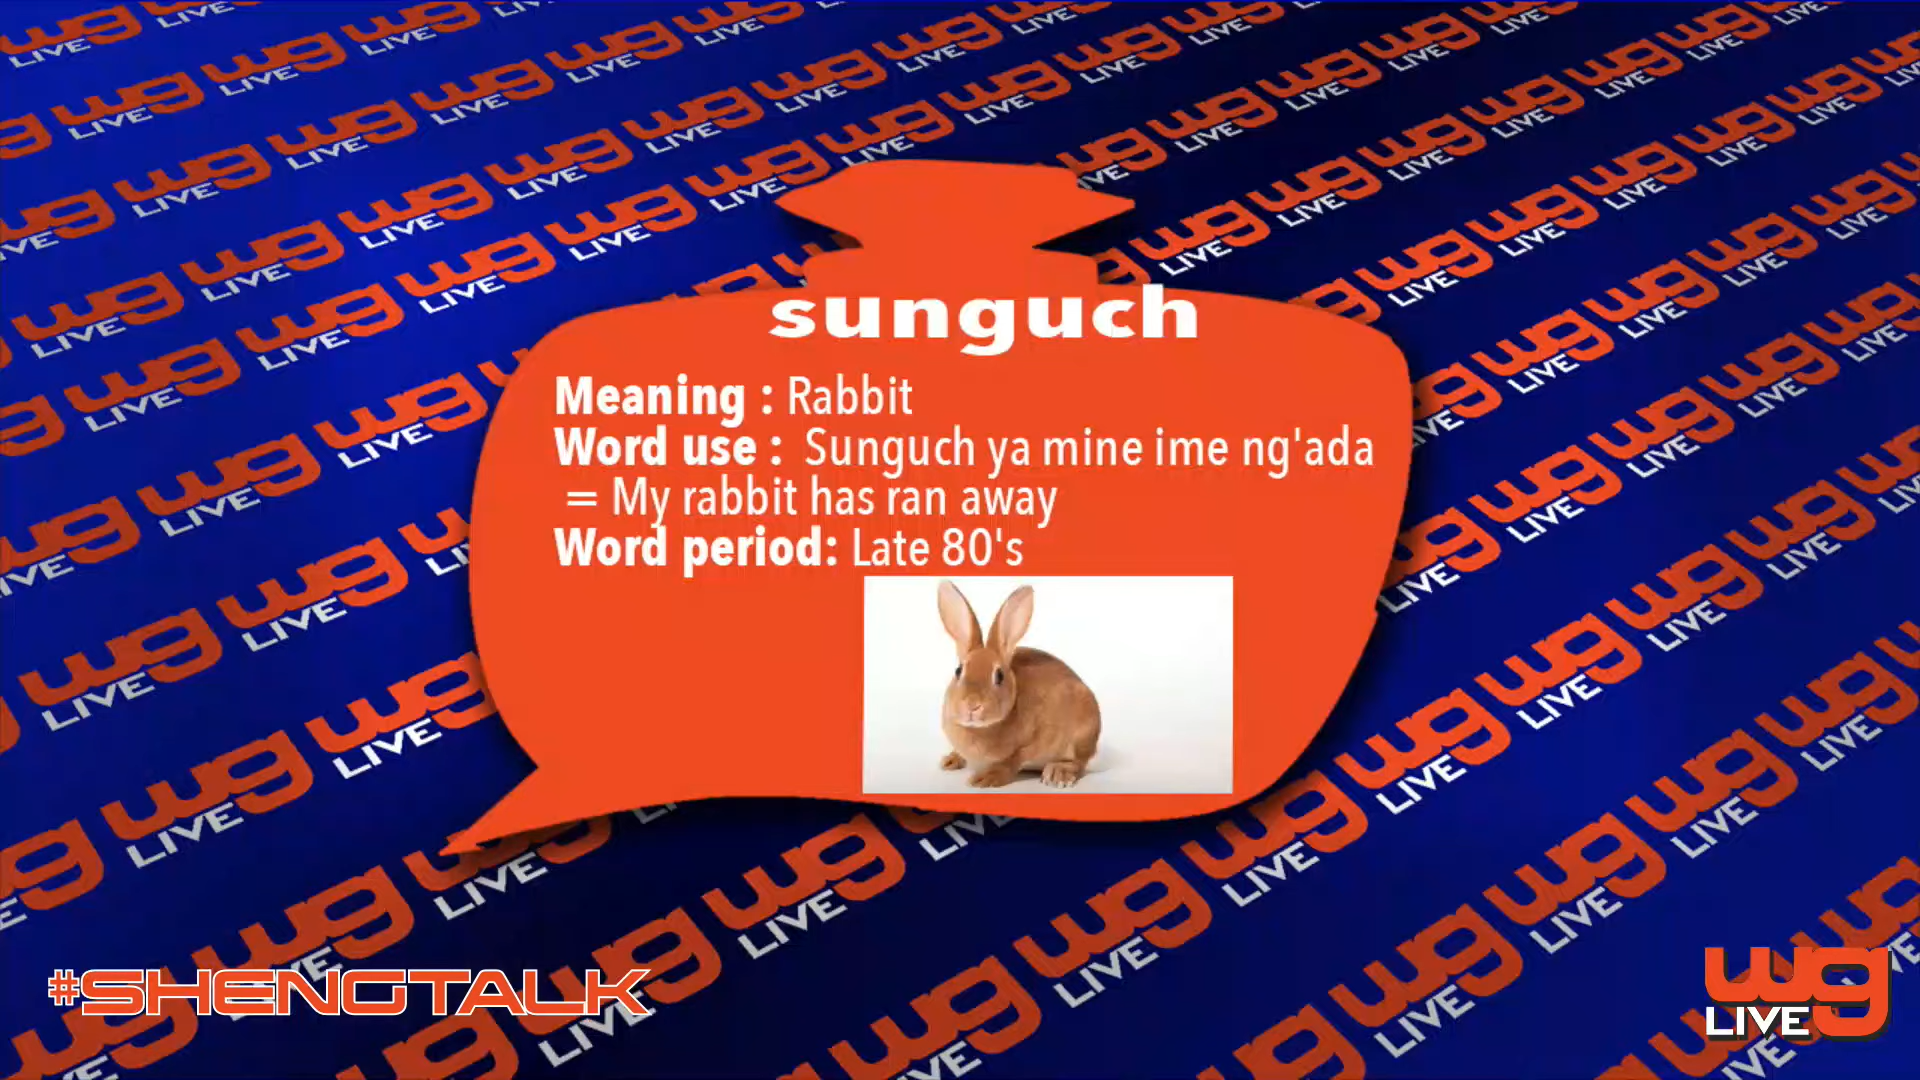 sunguch
Meaning : Rabbit
Word use : Sunguch ya mine ime ng'ada
= My rabbit has ran away
Word period: Late 80's
#SHENGTALK
wg
LIVE